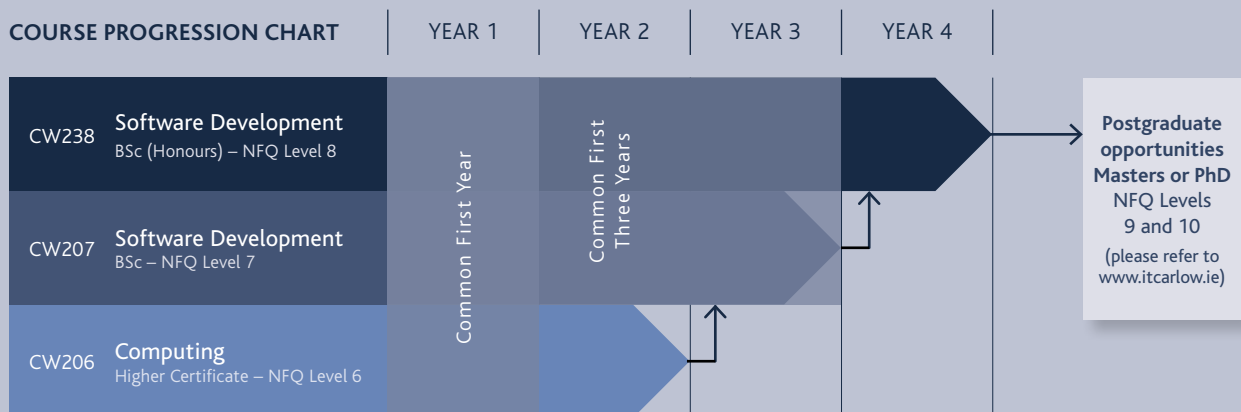 COURSE PROGRESSION CHART
YEAR 1
YEAR 2
YEAR 3
YEAR 4
CW238
Software Development
BSc (Honours) – NFQ Level 8
CW207
Software Development
BSc – NFQ Level 7
CW206
Computing
Higher Certificate – NFQ Level 6
Common First Year
Common First
Three Years
Postgraduate
opportunities
Masters or PhD
NFQ Levels
9 and 10
(please refer to
www.itcarlow.ie)